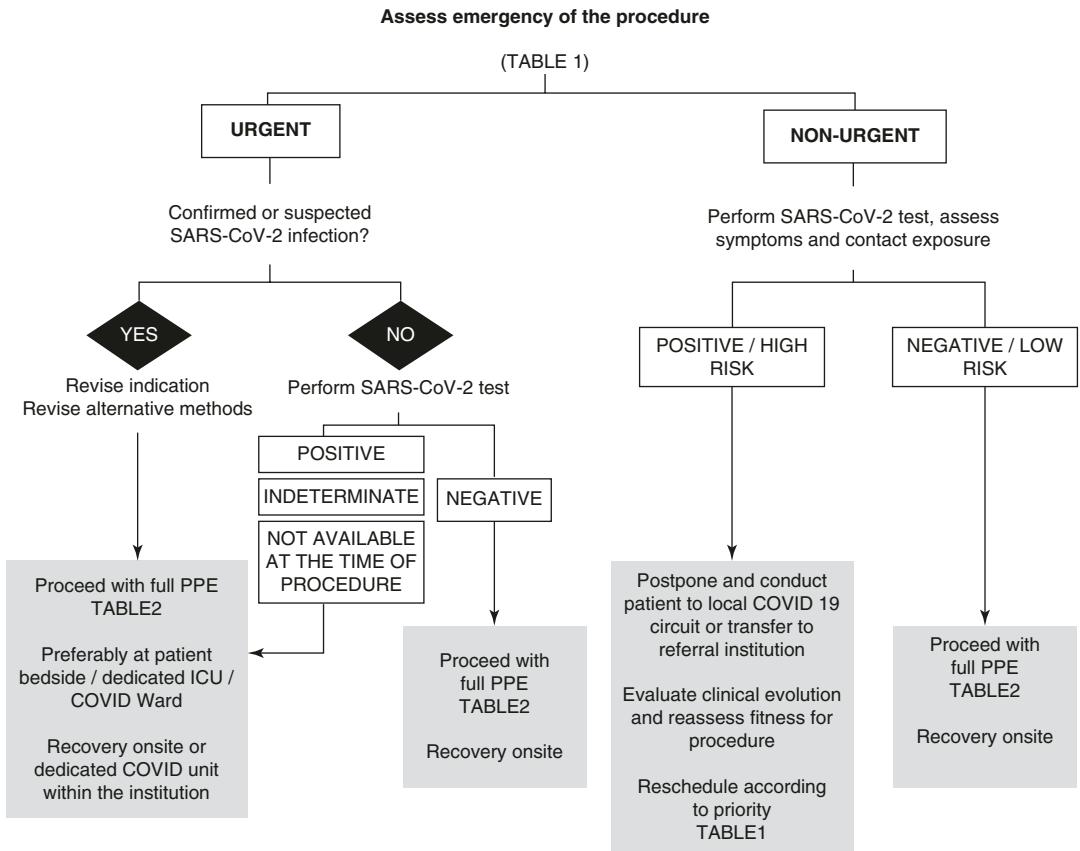 Assess emergency of the procedure
(TABLE 1)
URGENT
Confirmed or suspected
SARS-CoV-2 infection?
YES
Revise indication
Revise alternative methods
Proceed with full PPE
TABLE2
Preferably at patient
bedside / dedicated ICU /
COVID Ward
Recovery onsite or
dedicated COVID unit
within the institution
NO
Perform SARS-CoV-2 test
POSITIVE
INDETERMINATE
NOT AVAILABLE
AT THE TIME OF
PROCEDURE
NEGATIVE
Proceed with
full PPE
TABLE2
Recovery onsite
NON-URGENT
Perform SARS-CoV-2 test, assess
symptoms and contact exposure
POSITIVE / HIGH
RISK
Postpone and conduct
patient to local COVID 19
circuit or transfer to
referral institution
Evaluate clinical evolution
and reassess fitness for
procedure
Reschedule according
to priority
TABLE1
NEGATIVE / LOW
RISK
Proceed with
full PPE
TABLE2
Recovery onsite